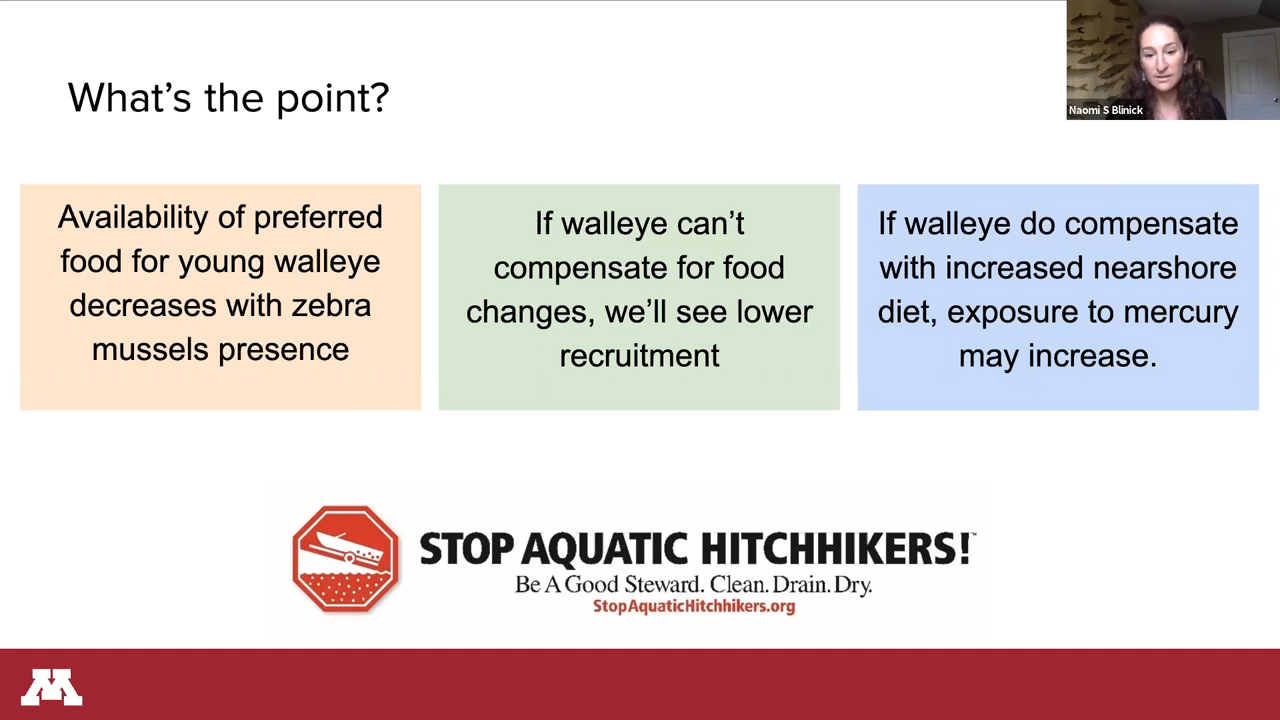 What's the point?
Naomi S Blinick
Availability of preferred
food for young walleye
decreases with zebra
mussels presence
If walleye can't
compensate for food
changes, we'll see lower
recruitment
If walleye do compensate
with increased nearshore
diet, exposure to mercury
may increase.
STOP AQUATIC HITCHHIKERS!™
Be A Good Steward. Clean. Drain. Dry.
StopAquaticHitchhikers.org
M